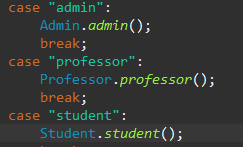 case "admin":
Admin.admin();
break;
case "professor":
Professor.professor();
break;
case "student":
Student.student();